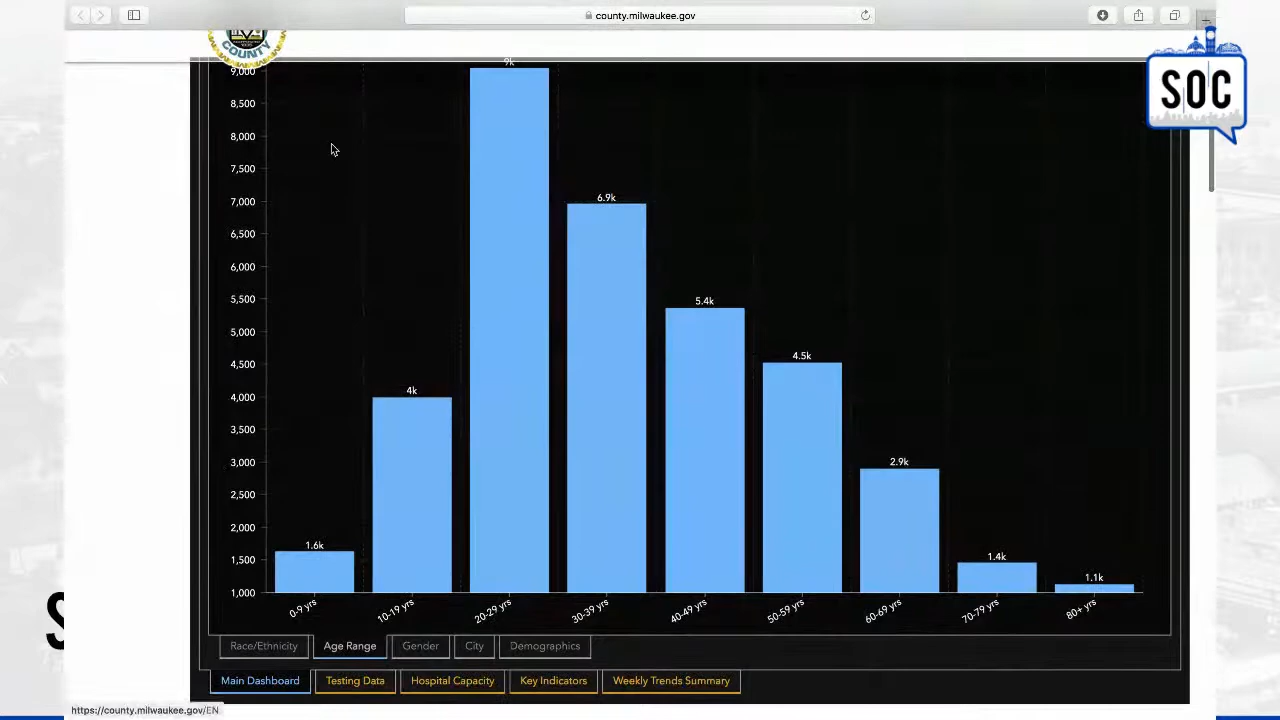 county.milwaukee.gov
COUNTY
SOC
9,000
8,500
8,000
7,500
7,000
6,500
6,000
5,500
5,000
4,500
4,000
3,500
3,000
2,500
2,000
1,500
1,000
1.6k
4k
9k
6.9k
5.4k
4.5k
2.9k
1.4k
1.1k
0-9 yrs
10-19 yrs
20-29 yrs
30-39 yrs
40-49 yrs
50-59 yrs
60-69 yrs
70-79 yrs
80+ yrs
Race/Ethnicity Age Range Gender City Demographics
Main Dashboard Testing Data Hospital Capacity Key Indicators Weekly Trends Summary
https://county.milwaukee.gov/EN
S